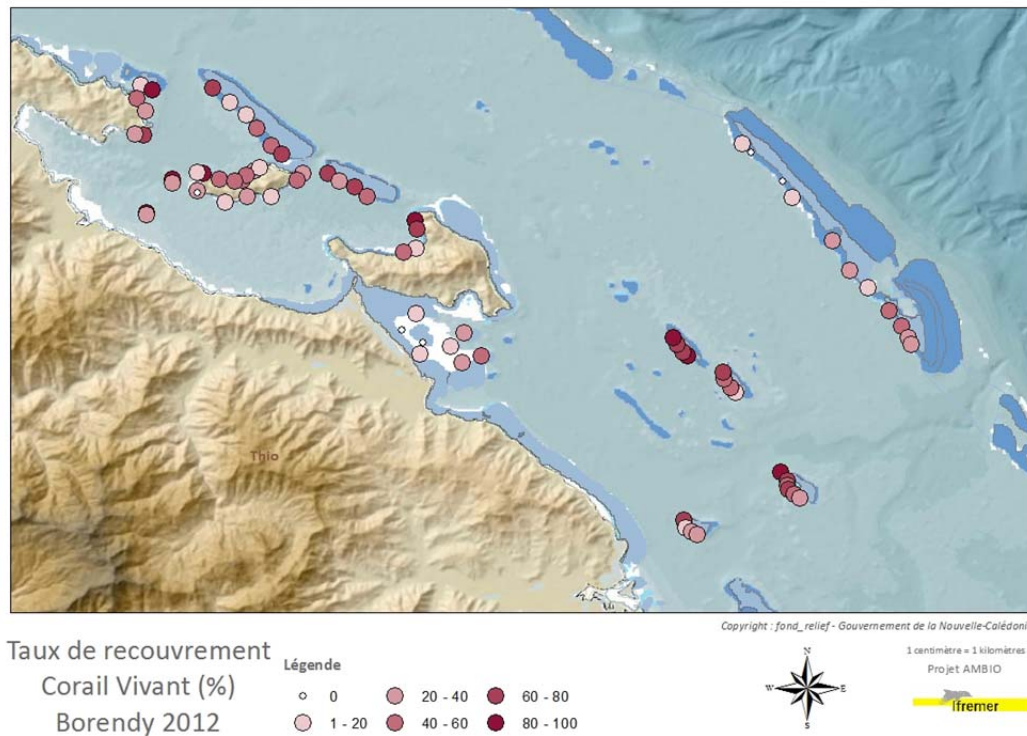 Thio
Copyright : fond_relief - Gouvernement de la Nouvelle-Calédoni
Taux de recouvrement
Corail Vivant (%)
Borendy 2012
Légende
0
1 - 20
20 - 40
40 - 60
60 - 80
80 - 100
N
W
E
S
1 centimètre = 1 kilomètres
Projet AMBIO
Ifremer